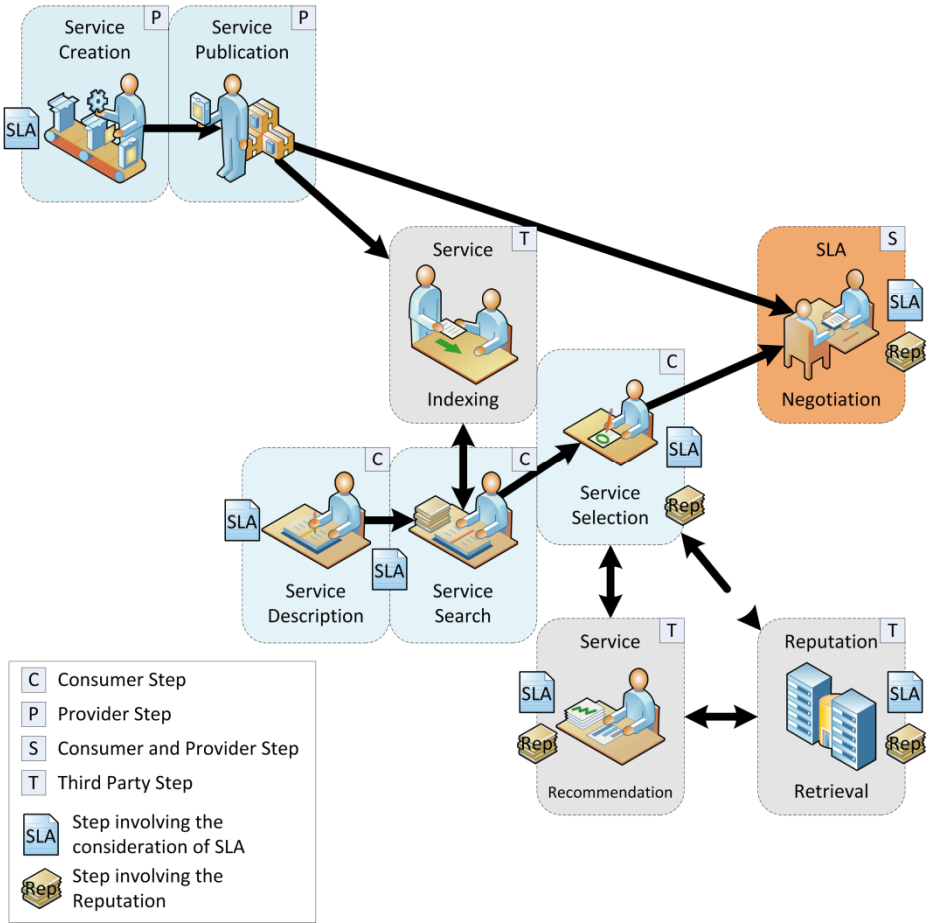 Service
Creation
P
SLA
Service
Publication
P
Service
T
Indexing
SLA
S
SLA
Rep
Negotiation
C
SLA
Service
Selection
Rep
C
SLA
Service
Description
C
SLA
Service
Search
Service
T
SLA
Rep
Recommendation
Reputation
T
SLA
Rep
Retrieval
C Consumer Step
P Provider Step
S Consumer and Provider Step
T Third Party Step
SLA Step involving the
consideration of SLA
Rep Step involving the
Reputation